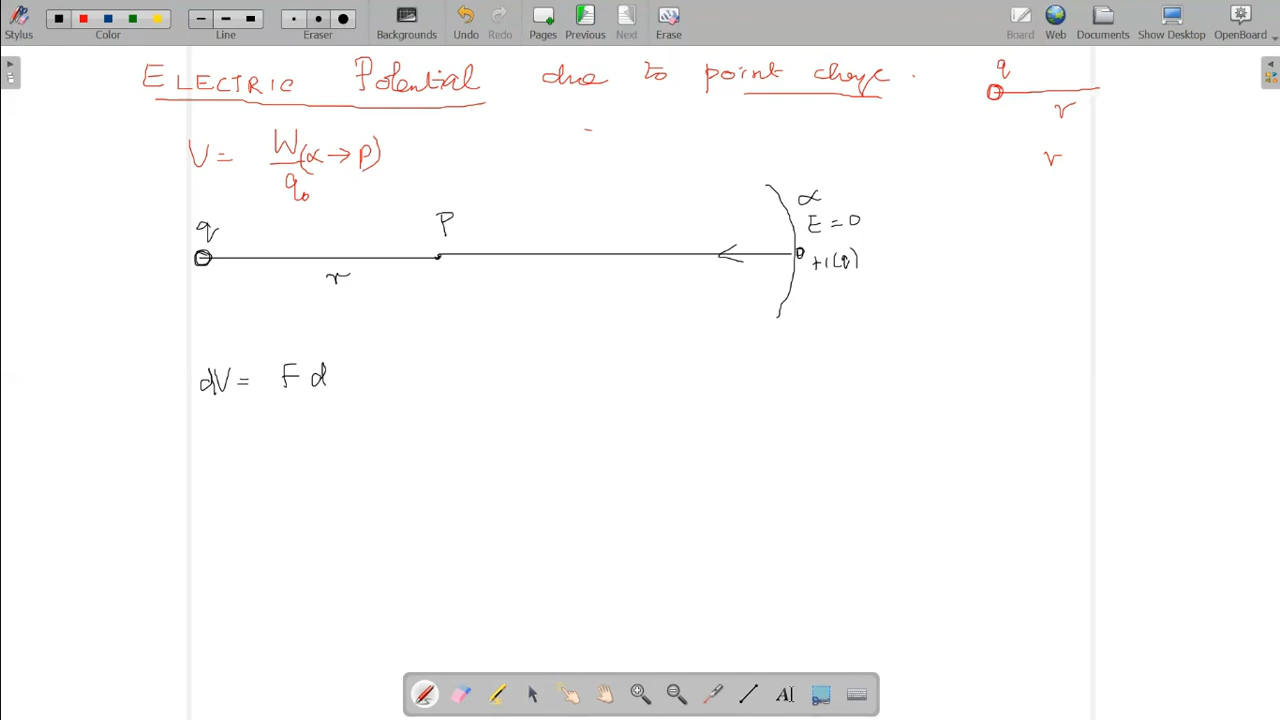 Stylus Color Line Eraser Backgrounds Undo Redo Pages Previous Next Erase Board Web Documents Show Desktop OpenBoard
ELECTRIC Potential due to point charge.
q
r
V = W(∝→P)
q₀
r
q
P
∝
E = 0
+1(q)
r
dV = F d